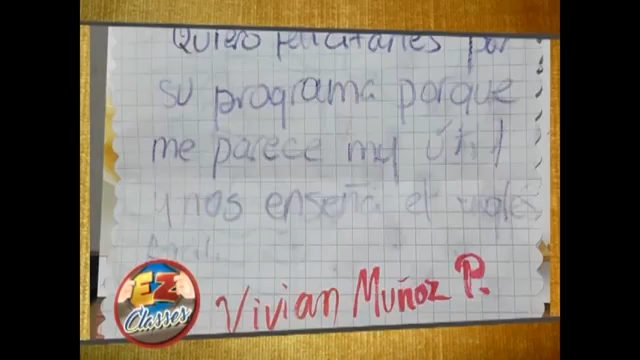 Quiero felicitarles por
su programa porque
me parece muy útil
y nos enseña el inglés
EZ
Classes
Vivian Muñoz P.